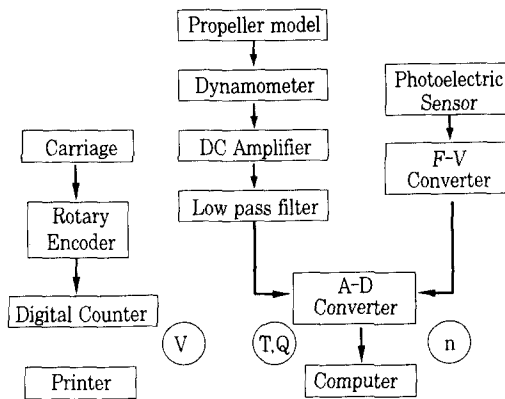 Propeller model
Dynamometer
DC Amplifier
Low pass filter
Photoelectric
Sensor
F-V
Converter
Carriage
Rotary
Encoder
Digital Counter
Printer
A-D
Converter
Computer
V
T,Q
n